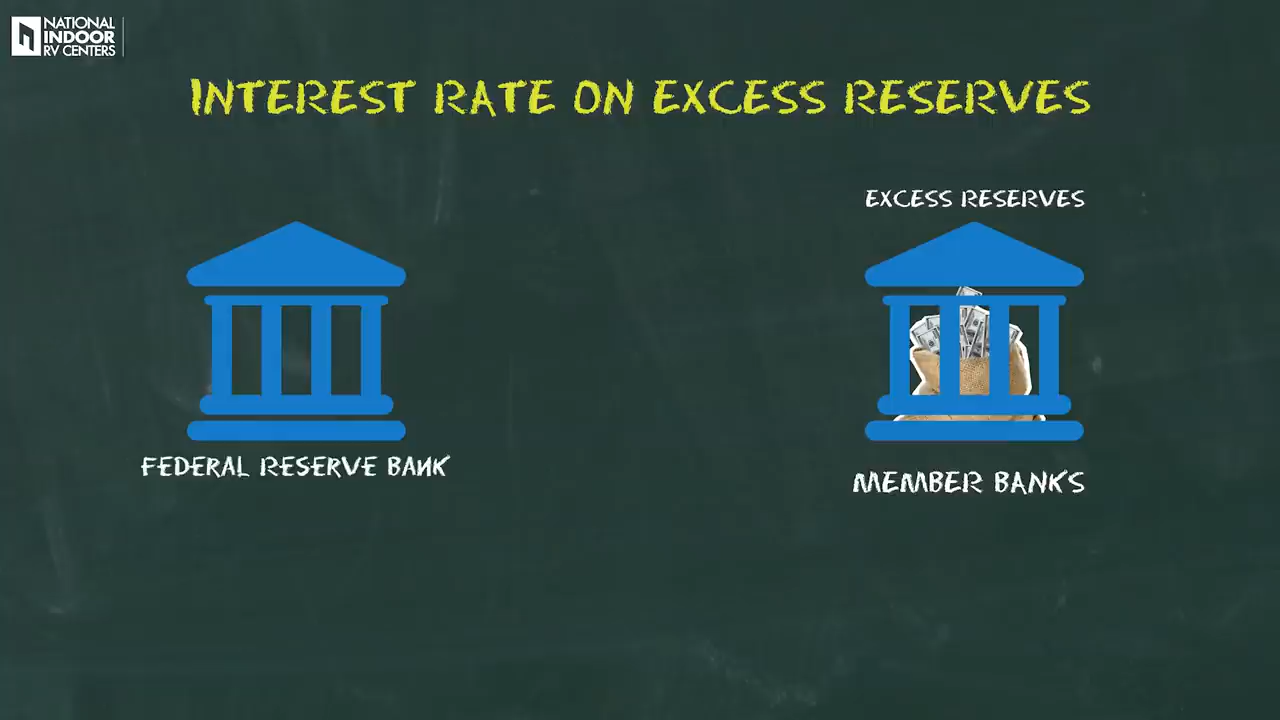 NATIONAL
INDOOR
RV CENTERS
INTEREST RATE ON EXCESS RESERVES
EXCESS RESERVES
FEDERAL RESERVE BANK
MEMBER BANKS